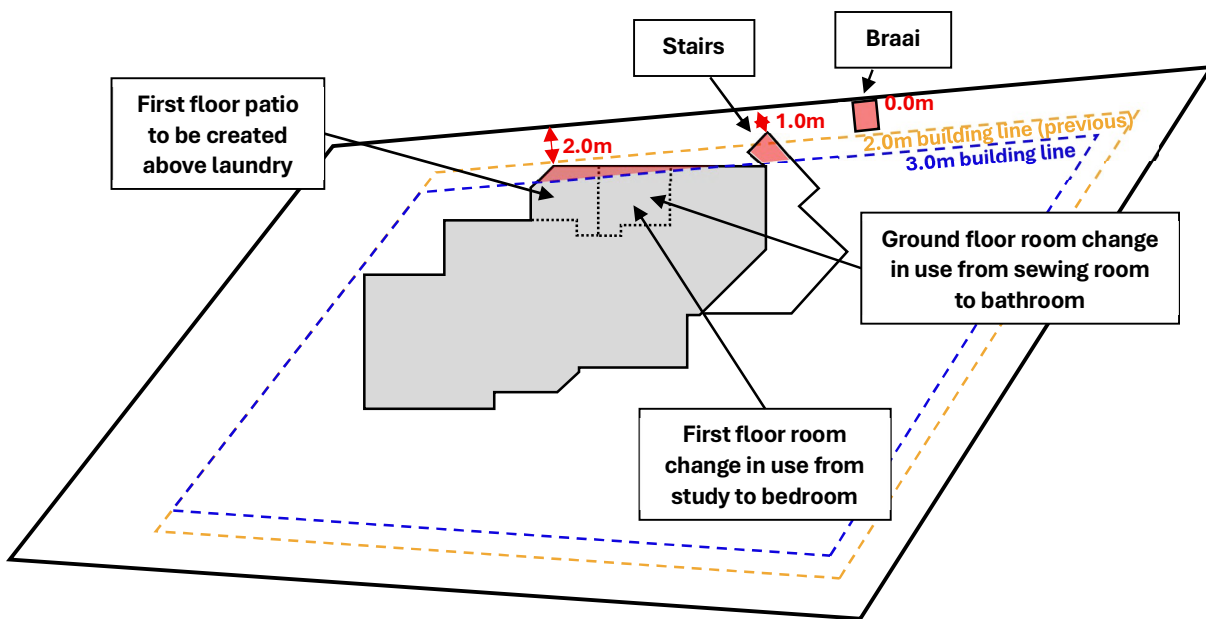 Stairs
Braai
First floor patio
to be created
above laundry
2.0m
1.0m
0.0m
2.0m building line (previous)
3.0m building line
Ground floor room change
in use from sewing room
to bathroom
First floor room
change in use from
study to bedroom